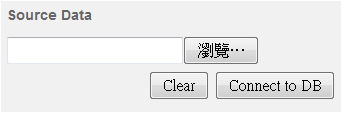 Source Data
瀏覽…
Clear Connect to DB